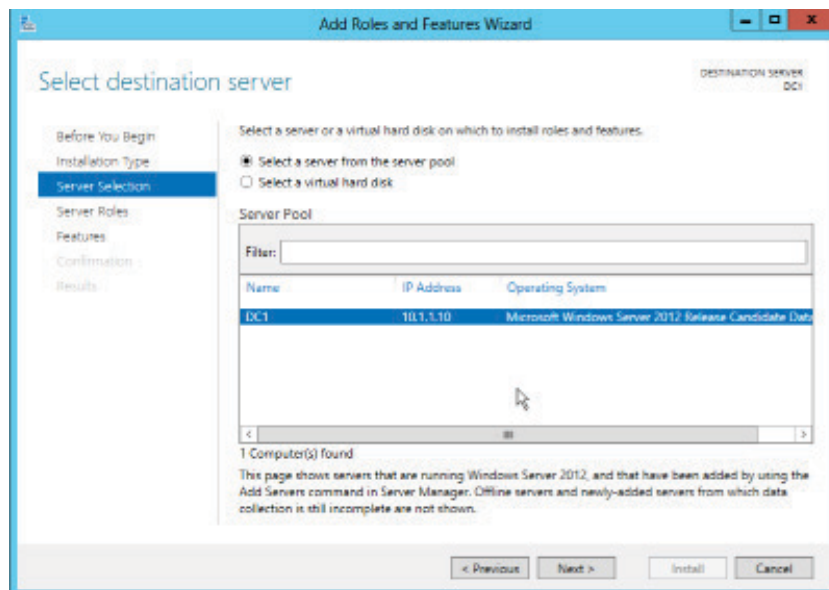 Add Roles and Features Wizard
Select destination server
DESTINATION SERVER
DC1
Before You Begin
Installation Type
Server Selection
Server Roles
Features
Confirmation
Results
Select a server or a virtual hard disk on which to install roles and features.
Select a server from the server pool
Select a virtual hard disk
Server Pool
Filter:
Name IP Address Operating System
DC1 10.1.1.10 Microsoft Windows Server 2012 Release Candidate Data
1 Computer(s) found
This page shows servers that are running Windows Server 2012, and that have been added by using the
Add Servers command in Server Manager. Offline servers and newly-added servers from which data
collection is still incomplete are not shown.
< Previous Next > Install Cancel